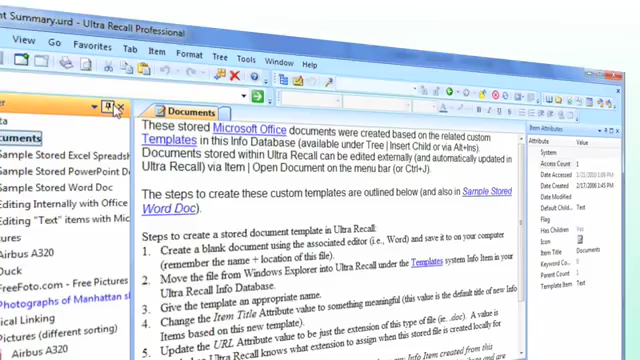 Summary.urd - Ultra Recall Professional
View Go Favorites Tab Item Format Tree Tools Window Help
Documents
uments
Sample Stored Excel Spreadsh
Sample Stored PowerPoint D
Sample Stored Word Doc
Editing Internally with Office
Editing "Text" items with Mic
ures
Airbus A320
Duck
FreeFoto.com - Free Pictures
Photographs of Manhattan s
ical Linking
Pictures (different sorting)
Airbus A320
These stored Microsoft Office documents were created based on the related custom
Templates in this Info Database (available under Tree | Insert Child or via Alt+Ins).
Documents stored within Ultra Recall can be edited externally (and automatically updated in
Ultra Recall) via Item | Open Document on the menu bar (or Ctrl+J).
The steps to create these custom templates are outlined below (and also in Sample Stored
Word Doc).
Steps to create a stored document template in Ultra Recall:
1. Create a blank document using the associated editor (i.e., Word) and save it to your computer
(remember the name + location of this file).
2. Move the file from Windows Explorer into Ultra Recall under the Templates system Info Item in your
Ultra Recall Info Database.
3. Give the template an appropriate name.
4. Change the Item Title Attribute value to something meaningful (this value is the default title of new Info
Items based on this new template).
5. Update the URL Attribute value to be just the extension of this type of file (ie. .doc). A value is
Ultra Recall knows what extension to assign when this stored file is created locally for
Info Item created from this
Item Attributes
System
Access Count 1
Date Accessed
Date Created 2/17/2006 1:45 PM
Date Modified
Default Child... Text
Flag
Has Children Yes
Icon
Item Title Documents
Keyword Co... 0
Parent Count 1
Template Item Text